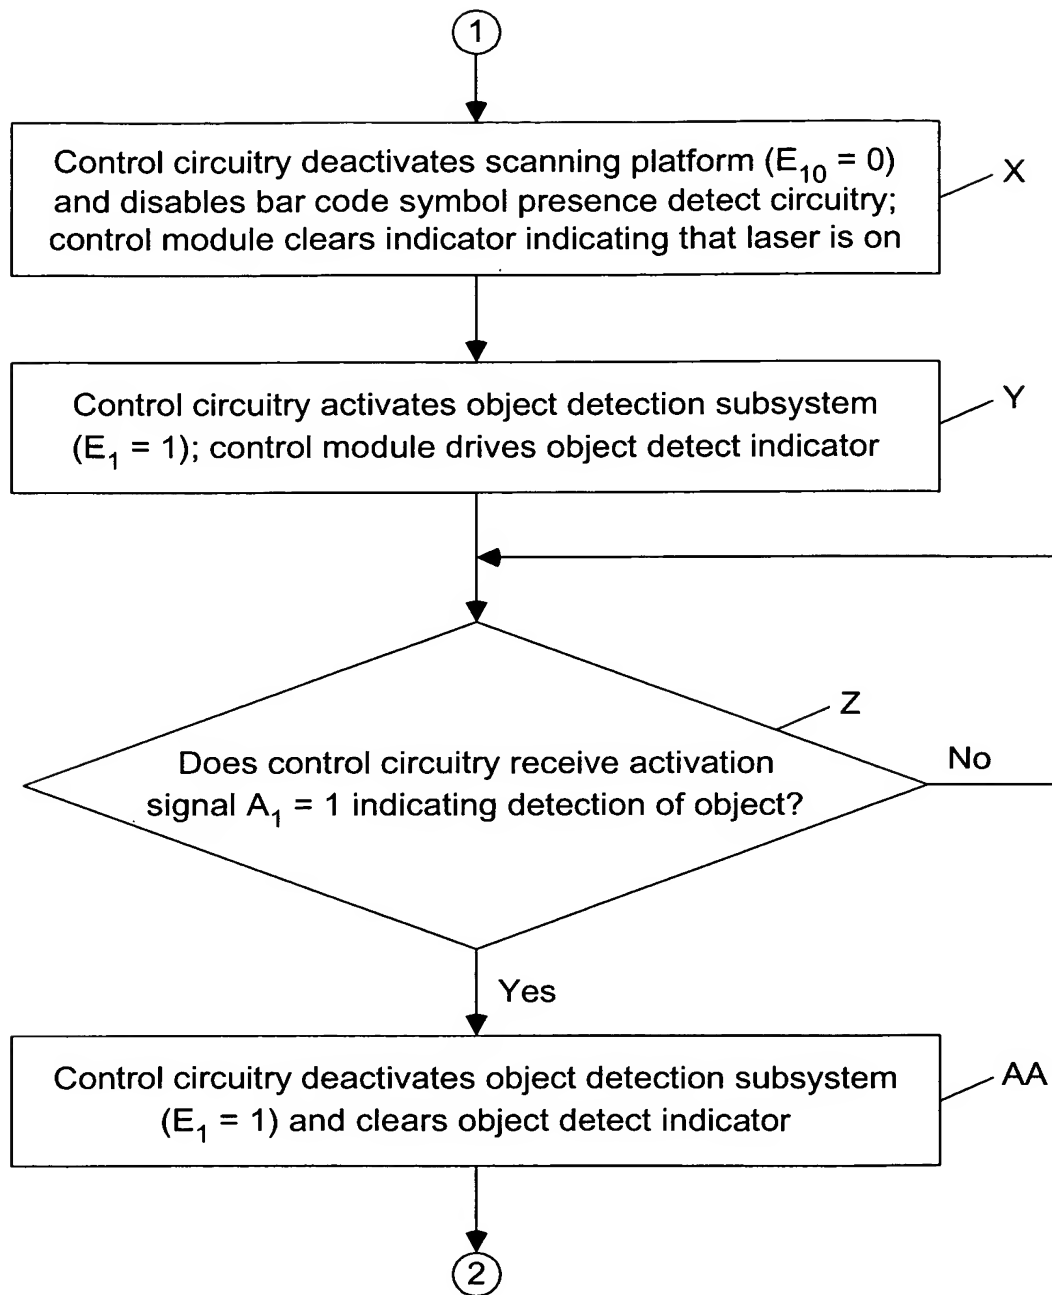 1
Control circuitry deactivates scanning platform (E₁₀ = 0)
and disables bar code symbol presence detect circuitry;
control module clears indicator indicating that laser is on
X
Control circuitry activates object detection subsystem
(E₁ = 1); control module drives object detect indicator
Y
Z
Does control circuitry receive activation
signal A₁ = 1 indicating detection of object?
No
Yes
Control circuitry deactivates object detection subsystem
(E₁ = 1) and clears object detect indicator
AA
2